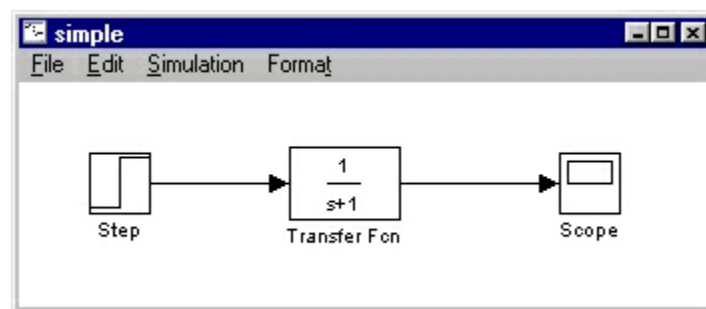 simple
File Edit Simulation Format
1
s+1
Step
Transfer Fcn
Scope